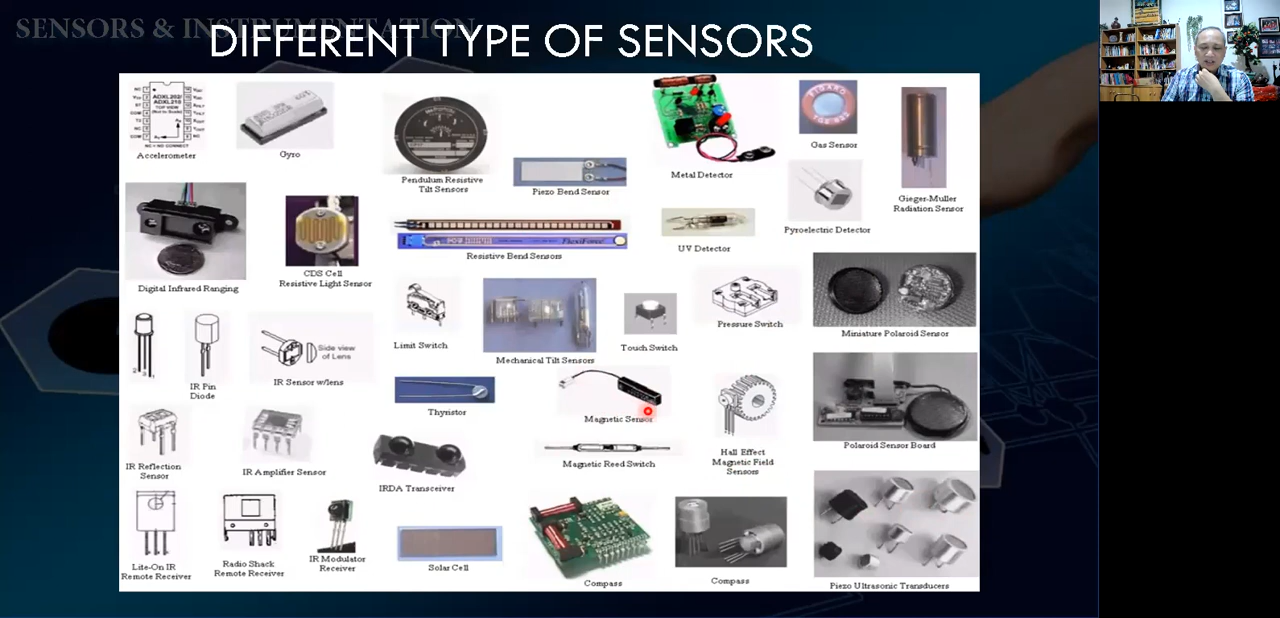 SENSORS & INSTRUMENTATION
DIFFERENT TYPE OF SENSORS
Accelerometer
Gyro
Pendulum Resistive
Tilt Sensors
Piezo Bend Sensor
Metal Detector
Gas Sensor
Gieger-Muller
Radiation Sensor
Pyroelectric Detector
UV Detector
Resistive Bend Sensors
CDS Cell
Resistive Light Sensor
Digital Infrared Ranging
Limit Switch
Mechanical Tilt Sensors
Touch Switch
Pressure Switch
Miniature Polaroid Sensor
IR Pin
Diode
Side view
of Lens
IR Sensor w/lens
Thyristor
Magnetic Sensor
Magnetic Reed Switch
Hall Effect
Magnetic Field
Sensors
Polaroid Sensor Board
IR Reflection
Sensor
IR Amplifier Sensor
IRDA Transceiver
Lite-On IR
Remote Receiver
Radio Shack
Remote Receiver
IR Modulator
Receiver
Solar Cell
Compass
Compass
Piezo Ultrasonic Transducers